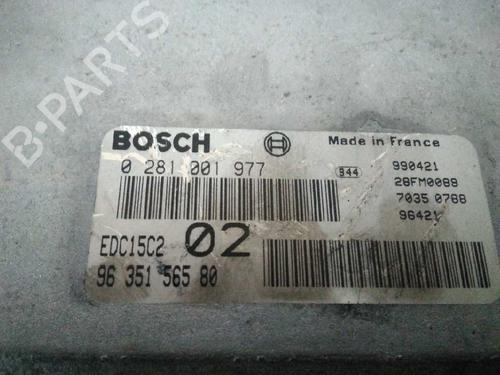 B-PARTS
BOSCH
Made in France
0 281 001 977
944
990421
28FM0089
7035 0768
96421
EDC15C2
02
96 351 565 80